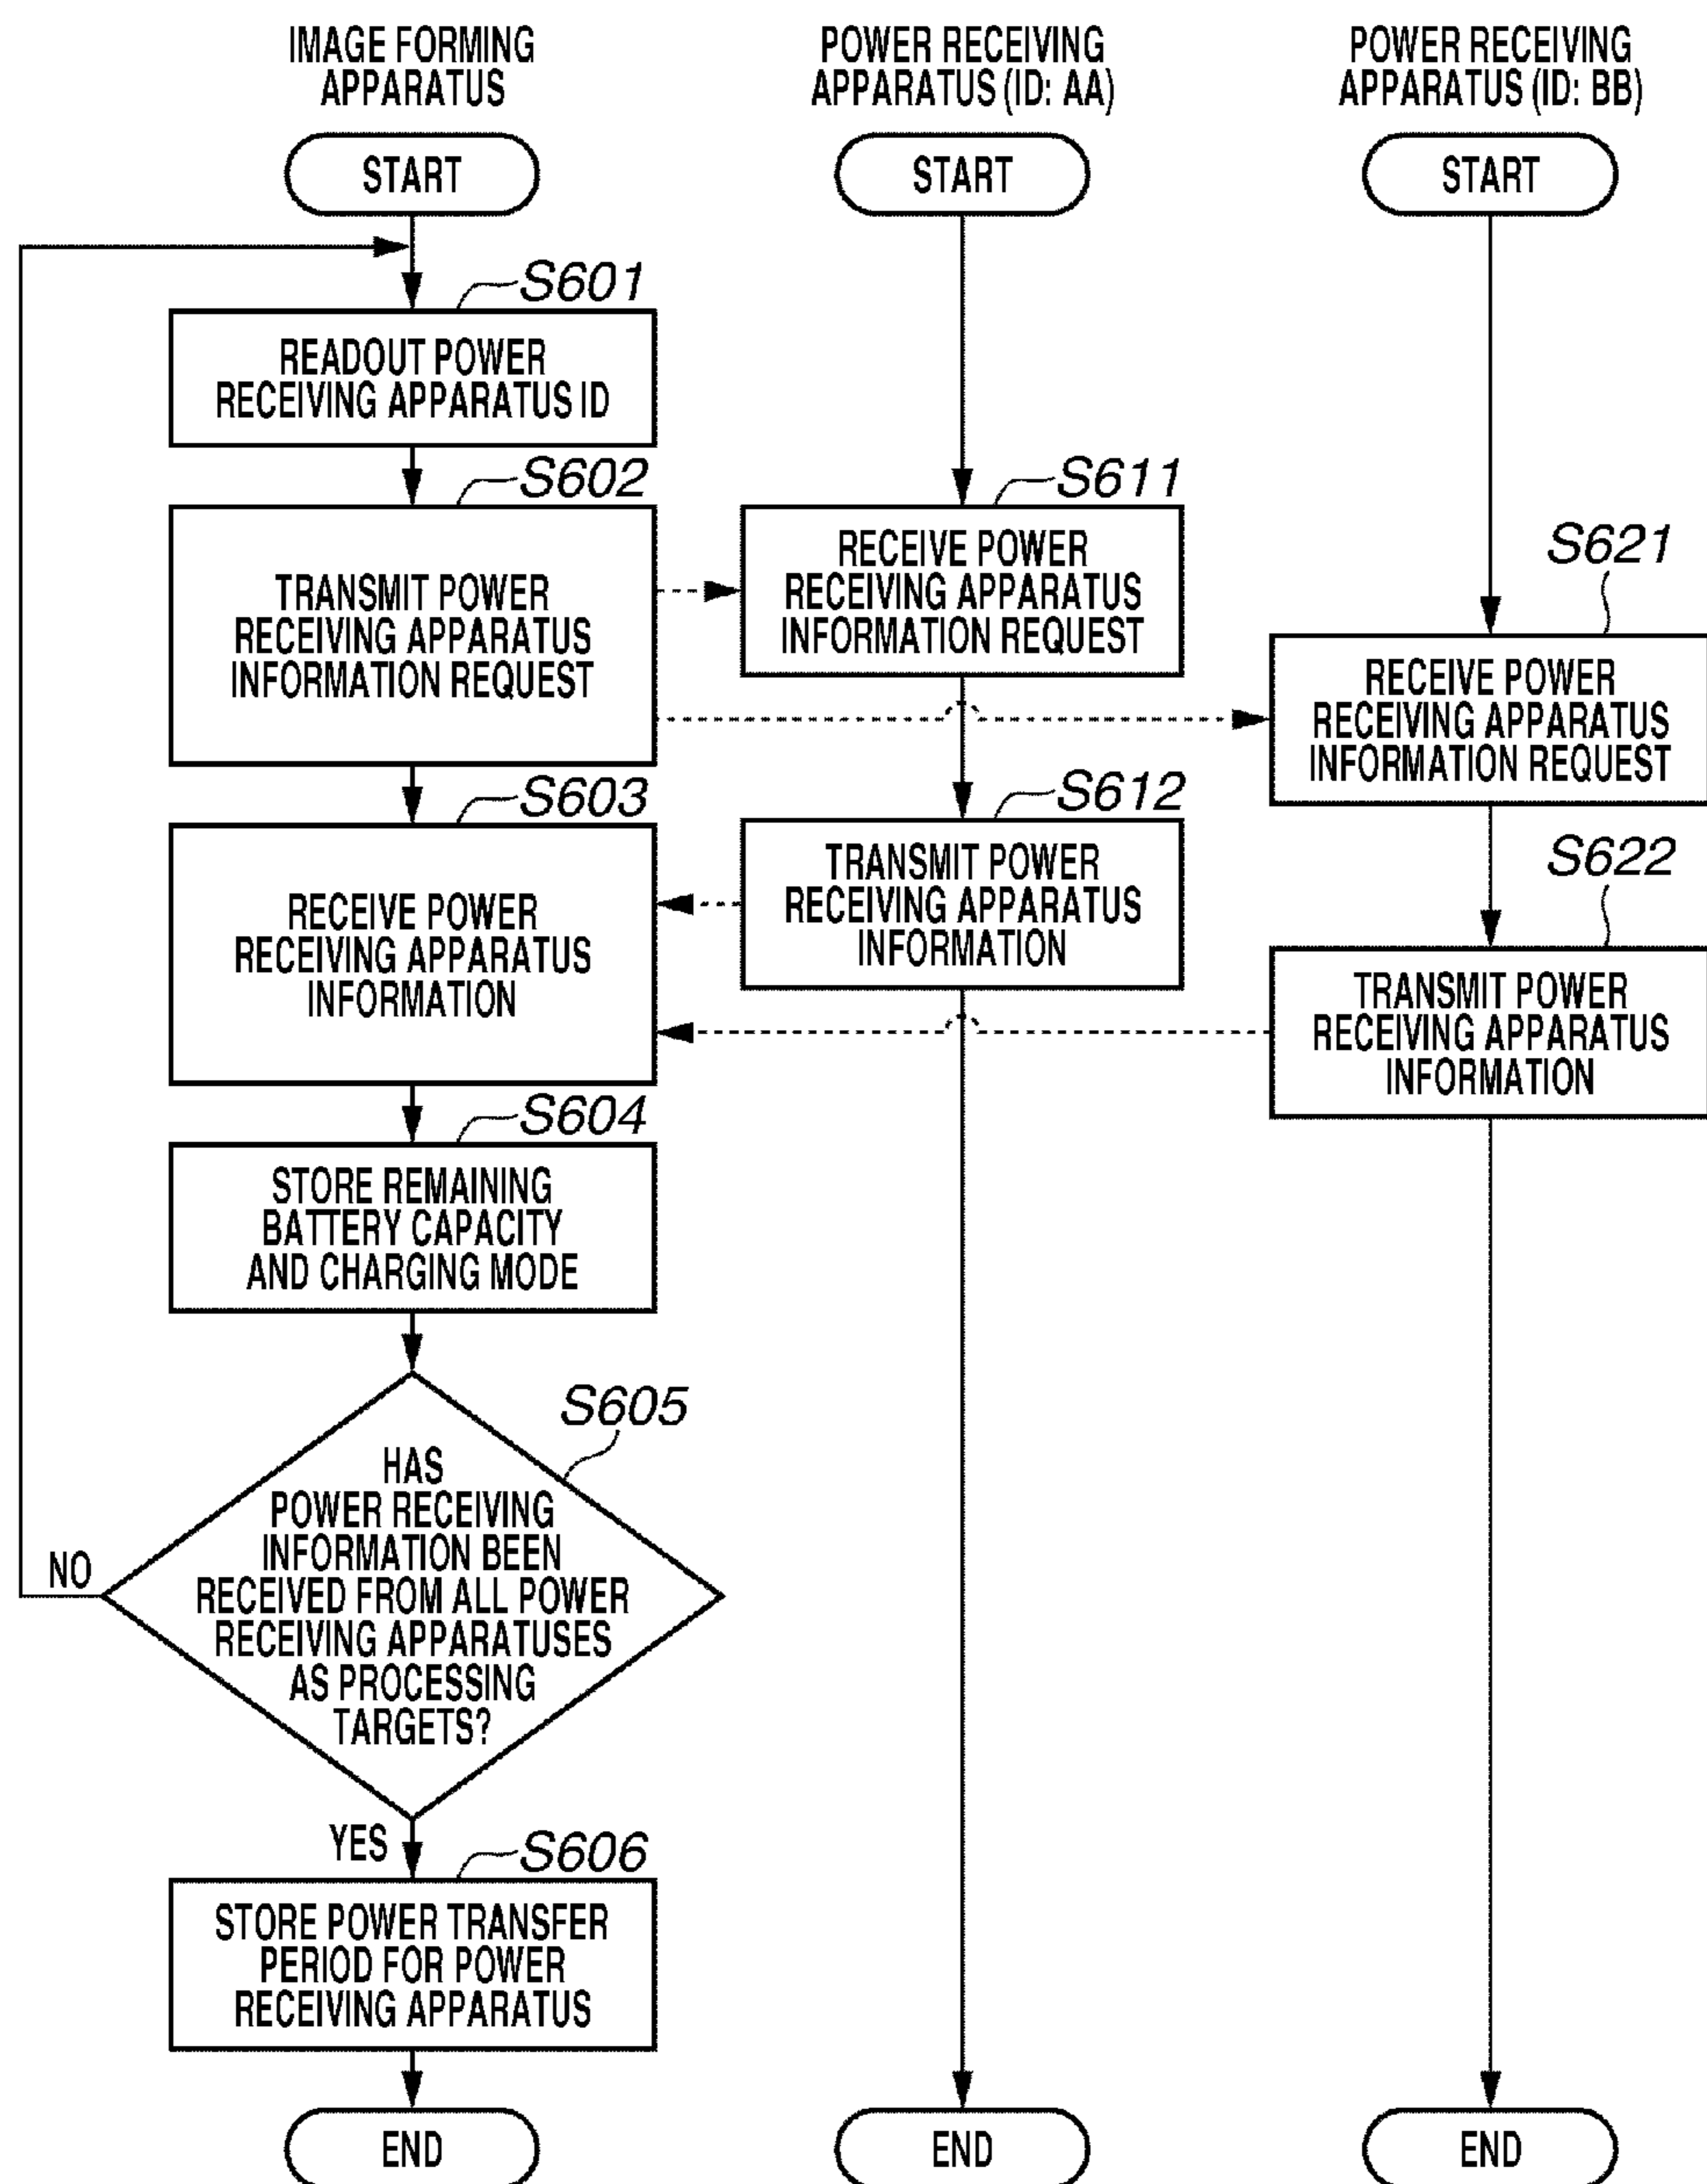 IMAGE FORMING
APPARATUS
POWER RECEIVING
APPARATUS (ID: AA)
POWER RECEIVING
APPARATUS (ID: BB)
START
START
START
S601
READOUT POWER
RECEIVING APPARATUS ID
S602
TRANSMIT POWER
RECEIVING APPARATUS
INFORMATION REQUEST
S611
RECEIVE POWER
RECEIVING APPARATUS
INFORMATION REQUEST
S621
RECEIVE POWER
RECEIVING APPARATUS
INFORMATION REQUEST
S603
RECEIVE POWER
RECEIVING APPARATUS
INFORMATION
S612
TRANSMIT POWER
RECEIVING APPARATUS
INFORMATION
S622
TRANSMIT POWER
RECEIVING APPARATUS
INFORMATION
S604
STORE REMAINING
BATTERY CAPACITY
AND CHARGING MODE
S605
HAS
POWER RECEIVING
INFORMATION BEEN
RECEIVED FROM ALL POWER
RECEIVING APPARATUSES
AS PROCESSING
TARGETS?
NO
YES
S606
STORE POWER TRANSFER
PERIOD FOR POWER
RECEIVING APPARATUS
END
END
END